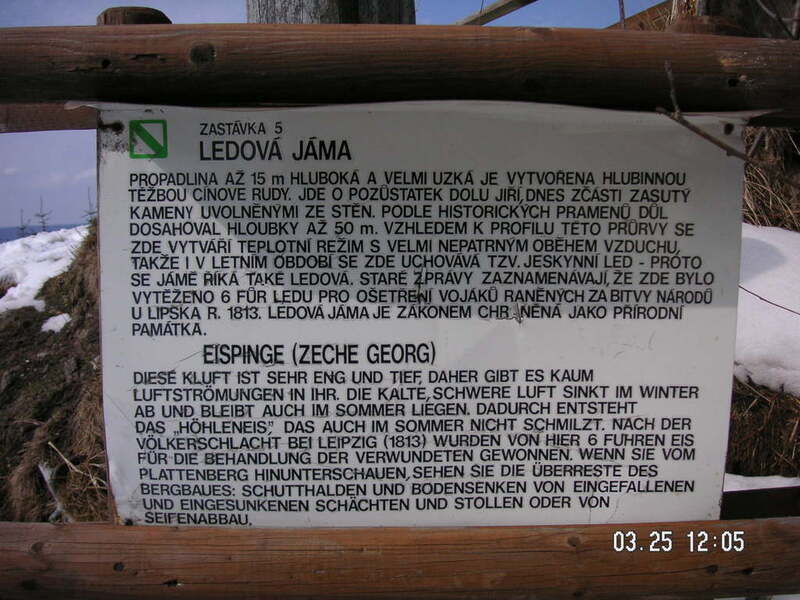 ZASTÁVKA 5
LEDOVÁ JÁMA
PROPADLINA AŽ 15 m HLUBOKÁ A VELMI UZKÁ JE VYTVOŘENA HLUBINNOU
TĚŽBOU CÍNOVÉ RUDY. JDE O POZŮSTATEK DOLU JIŘÍ, DNES ZČÁSTI ZASUTÝ
KAMENY UVOLNĚNÝMI ZE STĚN. PODLE HISTORICKÝCH PRAMENŮ DŮL
DOSAHOVAL HLOUBKY AŽ 50 m. VZHLEDEM K PROFILU TÉTO PRŮRVY SE
ZDE VYTVÁŘÍ TEPLOTNÍ REŽIM S VELMI NEPATRNÝM OBĚHEM VZDUCHU,
TAKŽE I V LETNÍM OBDOBÍ SE ZDE UCHOVÁVÁ TZV. JESKYNNÍ LED - PROTO
SE JÁMĚ ŘÍKÁ TAKÉ LEDOVÁ. STARÉ ZPRÁVY ZAZNAMENÁVAJÍ, ŽE ZDE BYLO
VYTĚŽENO 6 FŮR LEDU PRO OŠETŘENÍ VOJÁKŮ RANĚNÝCH ZA BITVY NÁRODŮ
U LIPSKA R. 1813. LEDOVÁ JÁMA JE ZÁKONEM CHRÁNĚNA JAKO PŘÍRODNÍ
PAMÁTKA.
EISPINGE (ZECHE GEORG)
DIESE KLUFT IST SEHR ENG UND TIEF, DAHER GIBT ES KAUM
LUFTSTRÖMUNGEN IN IHR. DIE KALTE, SCHWERE LUFT SINKT IM WINTER
AB UND BLEIBT AUCH IM SOMMER LIEGEN. DADURCH ENTSTEHT
DAS „HÖHLENEIS", DAS AUCH IM SOMMER NICHT SCHMILZT. NACH DER
VÖLKERSCHLACHT BEI LEIPZIG (1813) WURDEN VON HIER 6 FUHREN EIS
FÜR DIE BEHANDLUNG DER VERWUNDETEN GEWONNEN. WENN SIE VOM
PLATTENBERG HINUNTERSCHAUEN, SEHEN SIE DIE ÜBERRESTE DES
BERGBAUES: SCHUTTHALDEN UND BODENSENKEN VON EINGEFALLENEN
UND EINGESUNKENEN SCHÄCHTEN UND STOLLEN ODER VON
SEIFENABBAU.
03.25 12:05